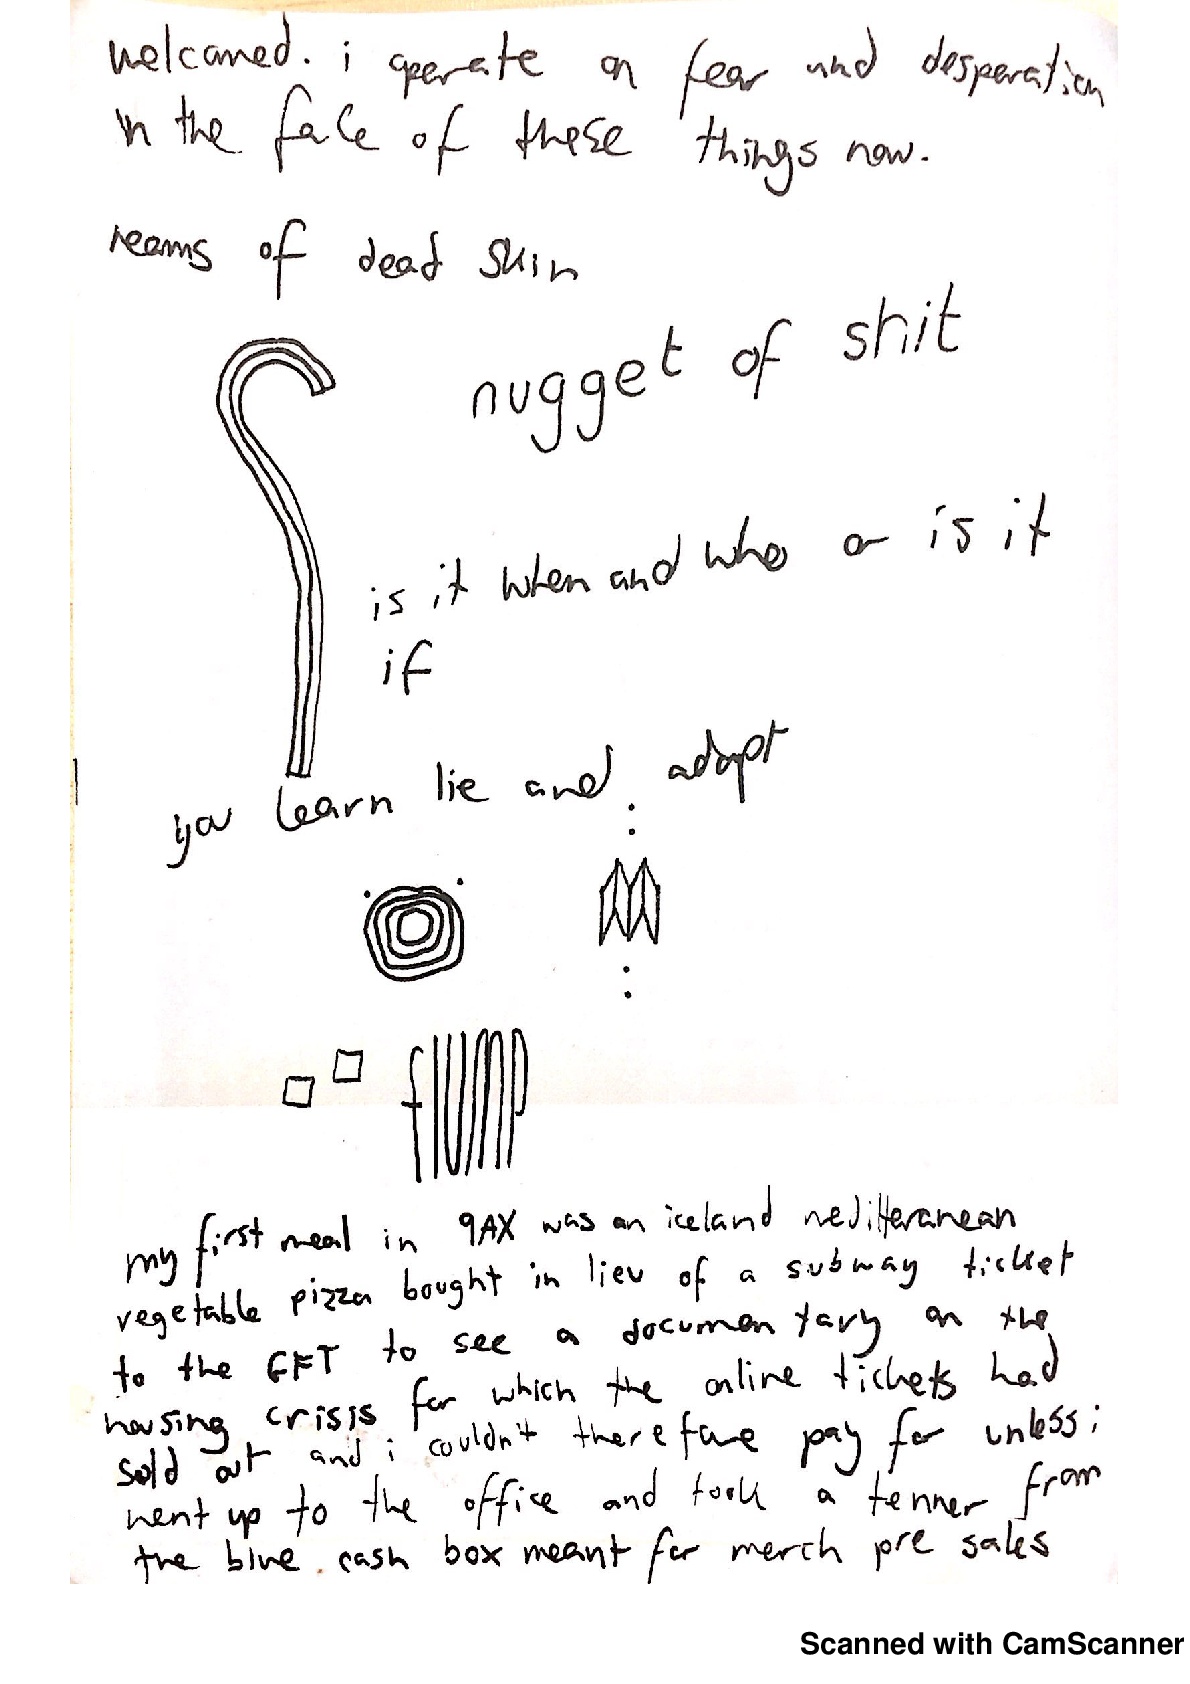 welcomed. i operate on fear and desperation
in the face of these things now.
reams of dead skin
nugget of shit
is it when and who or is it
if
you learn lie and adapt
flump
my first meal in 9AX was an iceland mediterranean
vegetable pizza bought in lieu of a subway ticket
to the GFT to see a documentary on the
housing crisis for which the online tickets had
sold out and i couldn't therefore pay for unless i
went up to the office and took a tenner from
the blue cash box meant for merch pre sales
Scanned with CamScanner